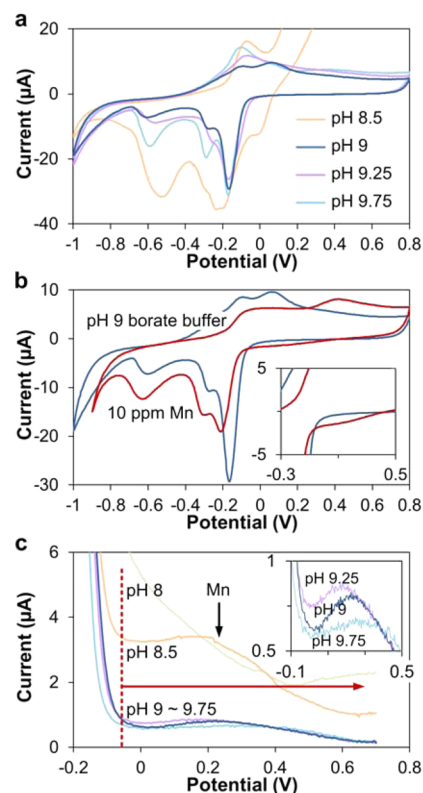 a
20
0
-20
-40
Current (µA)
pH 8.5
pH 9
pH 9.25
pH 9.75
-1 -0.8 -0.6 -0.4 -0.2 0 0.2 0.4 0.6 0.8
Potential (V)
b
10
0
-10
-20
-30
Current (µA)
pH 9 borate buffer
10 ppm Mn
5
-5
-0.3 0.5
-1 -0.8 -0.6 -0.4 -0.2 0 0.2 0.4 0.6 0.8
Potential (V)
c
6
4
2
0
Current (µA)
pH 8
Mn
pH 8.5
pH 9 ~ 9.75
1
0.5
pH 9.25
pH 9
pH 9.75
-0.1 0.5
-0.2 0 0.2 0.4 0.6 0.8
Potential (V)